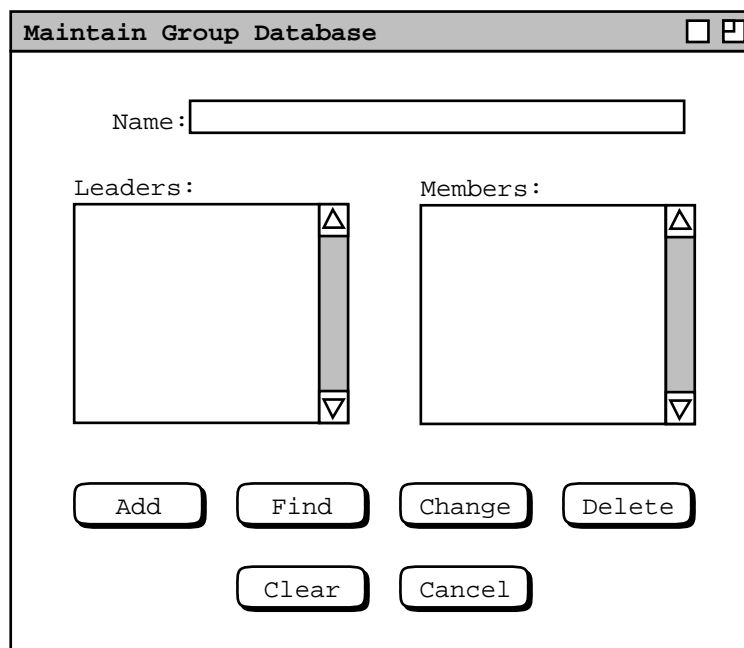 Maintain Group Database
Name:
Leaders: Members:
Add Find Change Delete
Clear Cancel